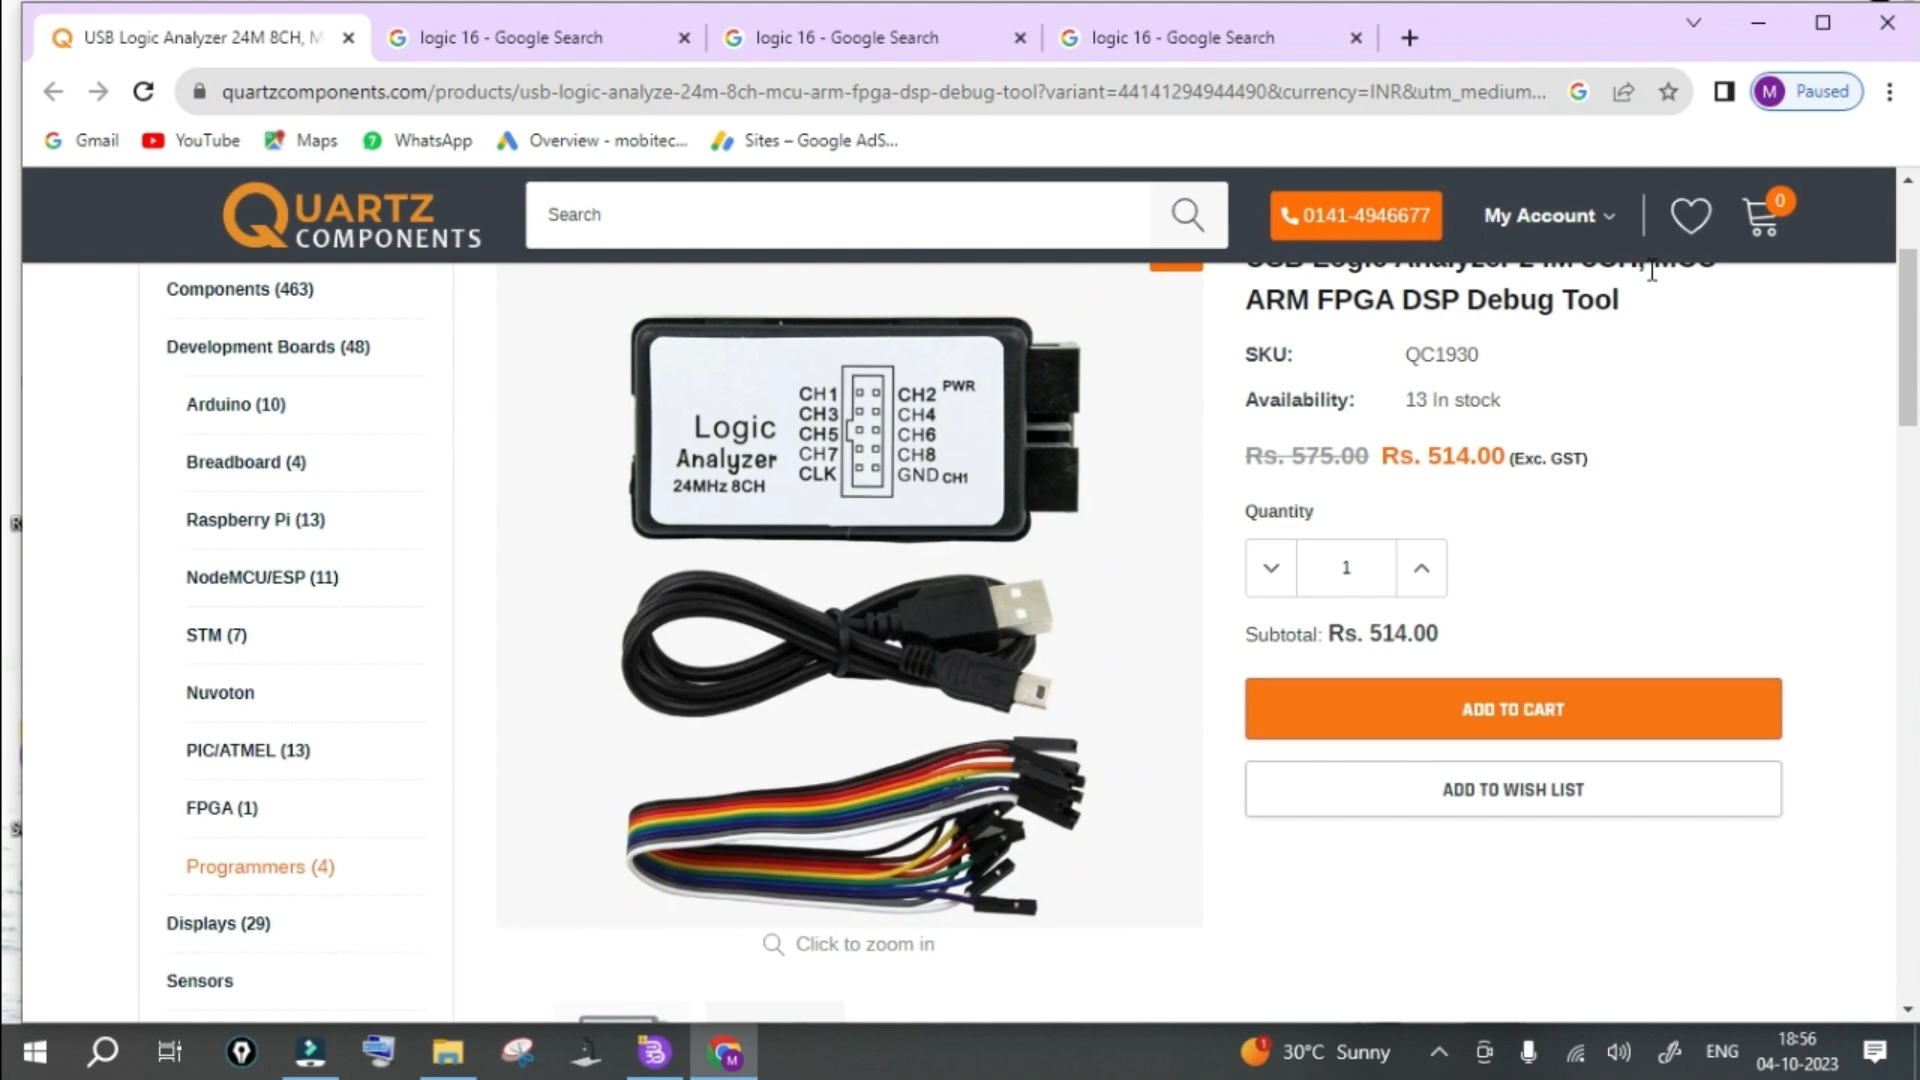 USB Logic Analyzer 24M 8CH, M
logic 16 - Google Search
logic 16 - Google Search
logic 16 - Google Search
quartzcomponents.com/products/usb-logic-analyze-24m-8ch-mcu-arm-fpga-dsp-debug-tool?variant=44141294944490&currency=INR&utm_medium...
M Paused
Gmail
YouTube
Maps
WhatsApp
Overview - mobitec...
Sites – Google AdS...
QUARTZ
COMPONENTS
Search
0141-4946677
My Account
0
Components (463)
Development Boards (48)
Arduino (10)
Breadboard (4)
Raspberry Pi (13)
NodeMCU/ESP (11)
STM (7)
Nuvoton
PIC/ATMEL (13)
FPGA (1)
Programmers (4)
Displays (29)
Sensors
Logic
Analyzer
24MHz 8CH
CH1 CH2 PWR
CH3 CH4
CH5 CH6
CH7 CH8
CLK GND CH1
Click to zoom in
USB Logic Analyzer 24M 8CH, MCU
ARM FPGA DSP Debug Tool
SKU: QC1930
Availability: 13 In stock
Rs. 575.00 Rs. 514.00 (Exc. GST)
Quantity
1
Subtotal: Rs. 514.00
ADD TO CART
ADD TO WISH LIST
M
1
30°C Sunny
ENG
18:56
04-10-2023